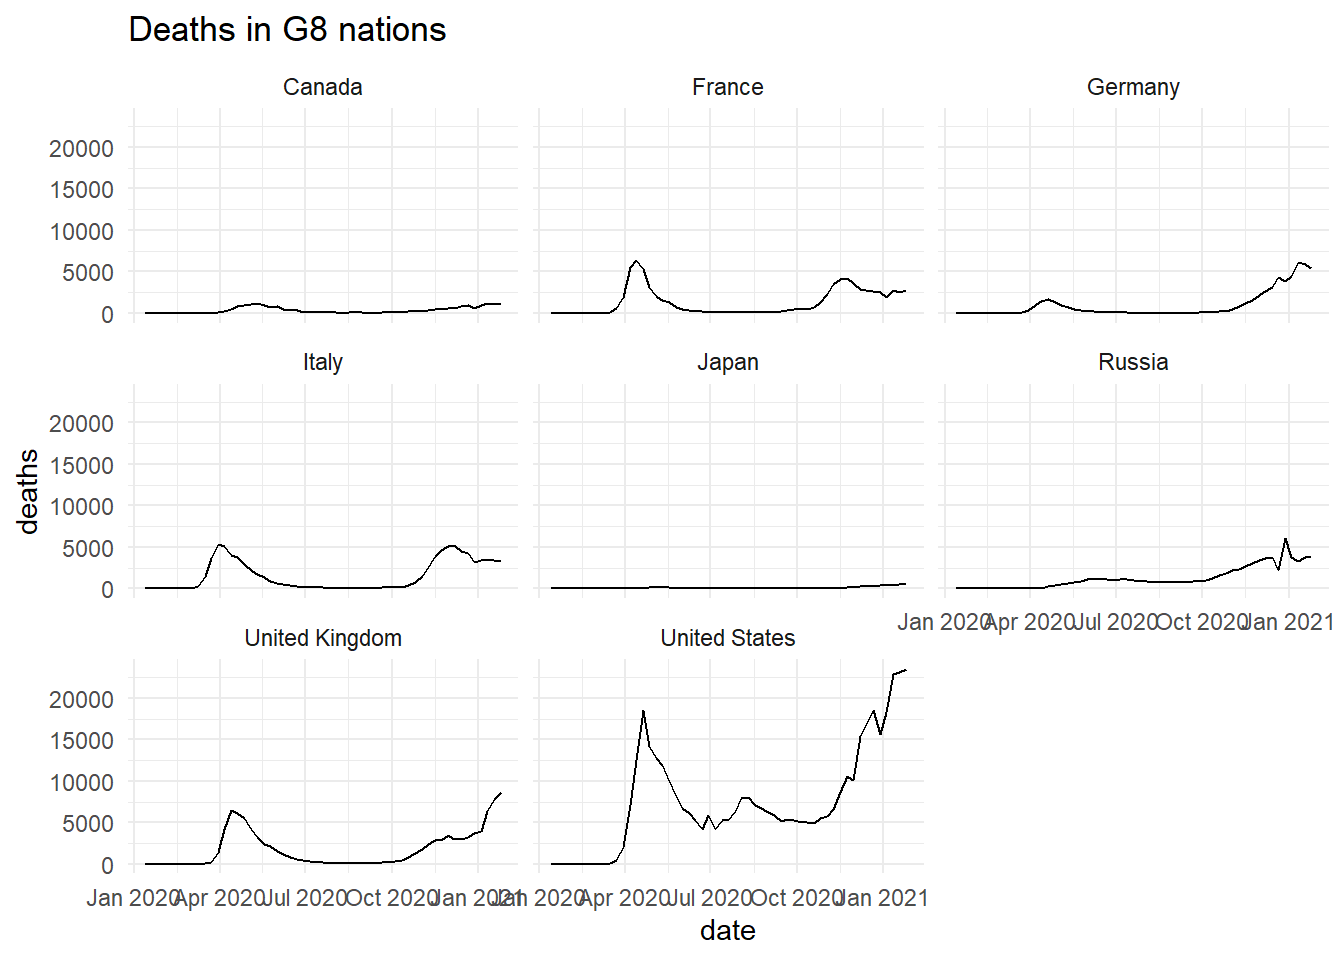 Deaths in G8 nations
Canada
France
Germany
20000
15000
10000
5000
0
Italy
Japan
Russia
20000
15000
10000
5000
0
deaths
Jan 2020 Apr 2020 Jul 2020 Oct 2020 Jan 2021
United Kingdom
United States
20000
15000
10000
5000
0
Jan 2020 Apr 2020 Jul 2020 Oct 2020 Jan 2021
Jan 2020 Apr 2020 Jul 2020 Oct 2020 Jan 2021
date